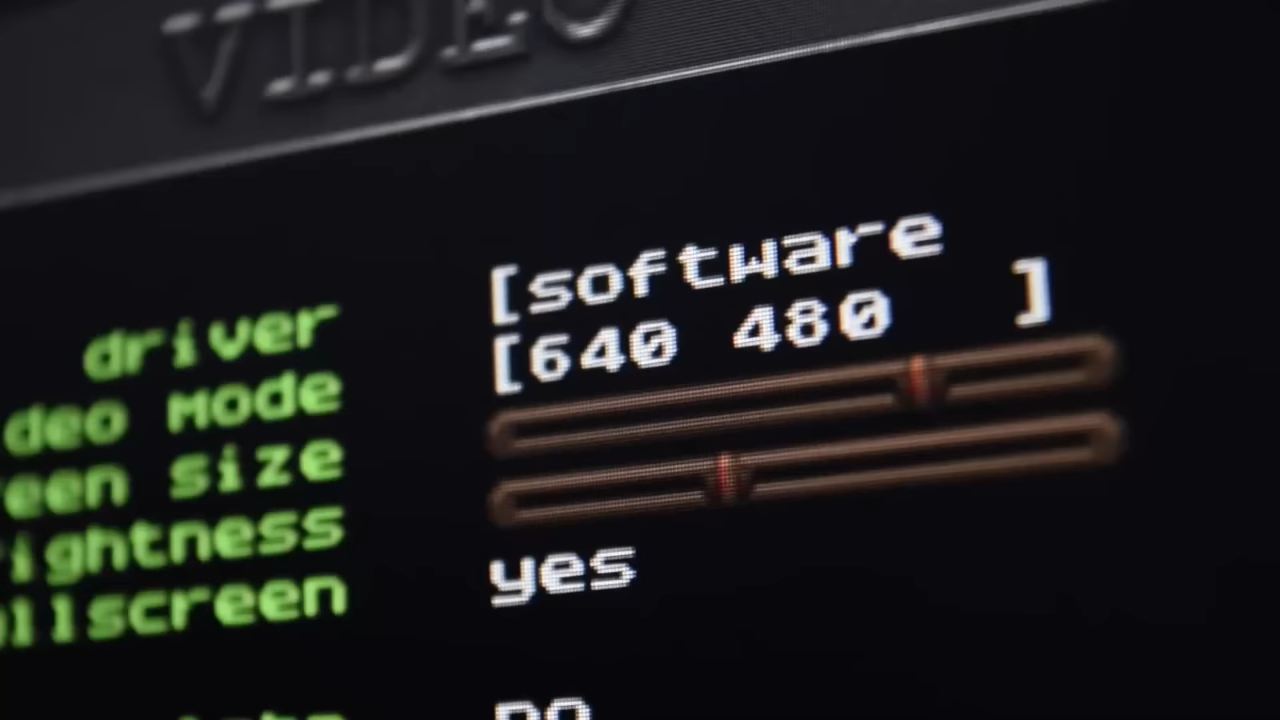 VIDEO
driver [software
deo mode [640 480 ]
een size
ightness
llscreen yes
no